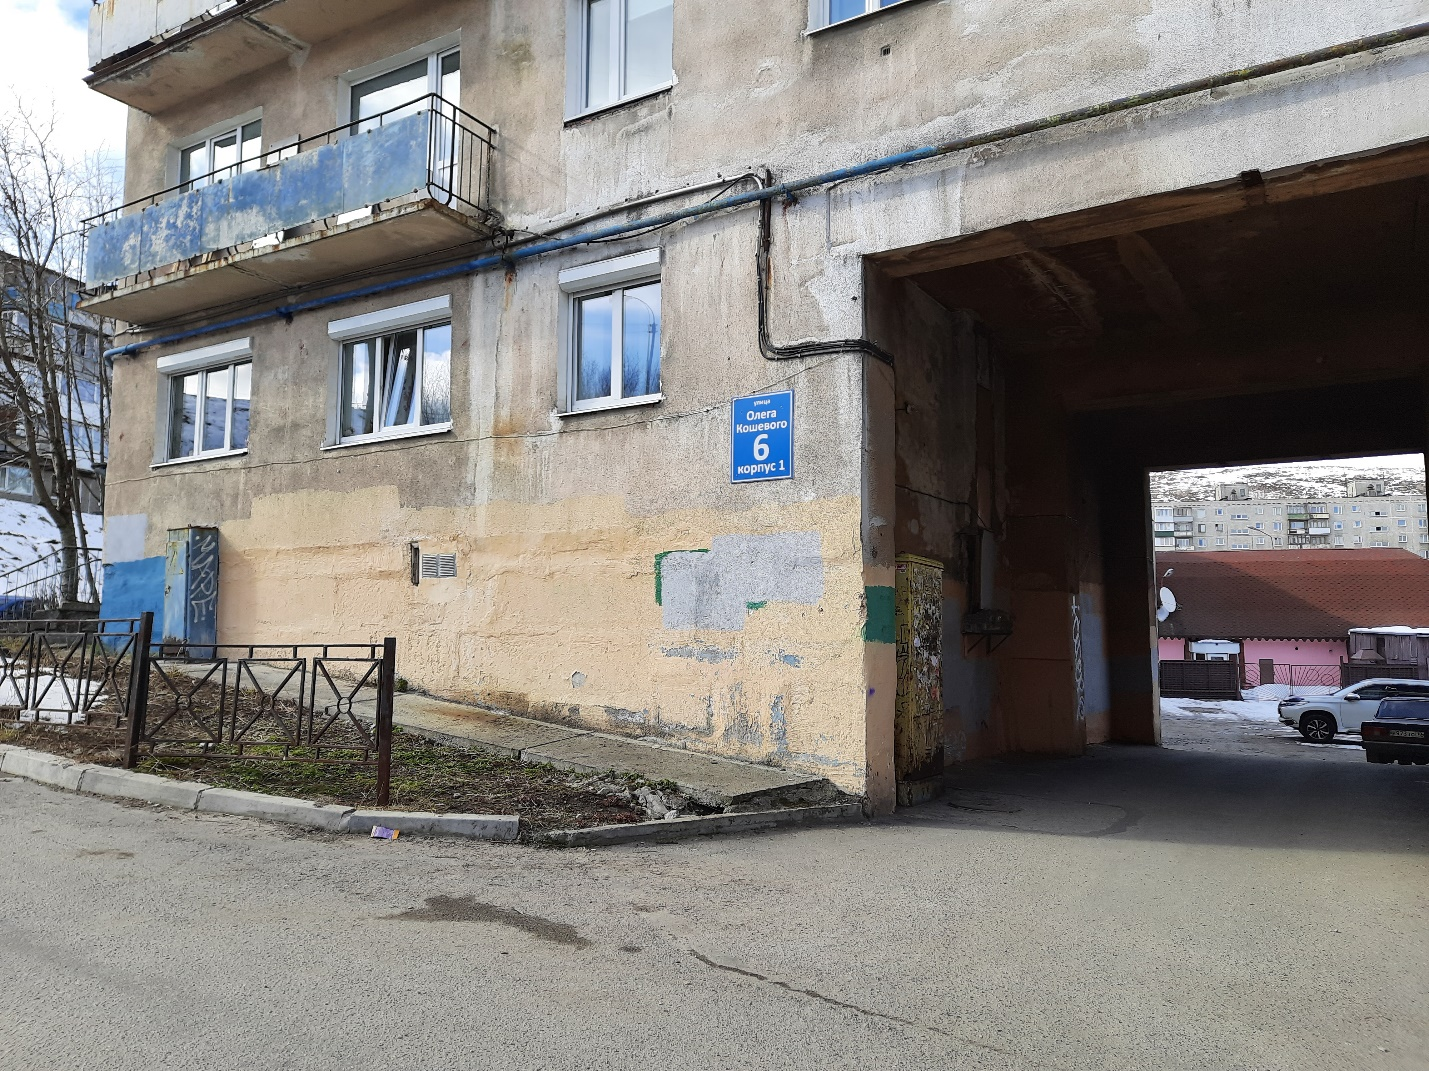 улица
Олега
Кошевого
6
корпус 1